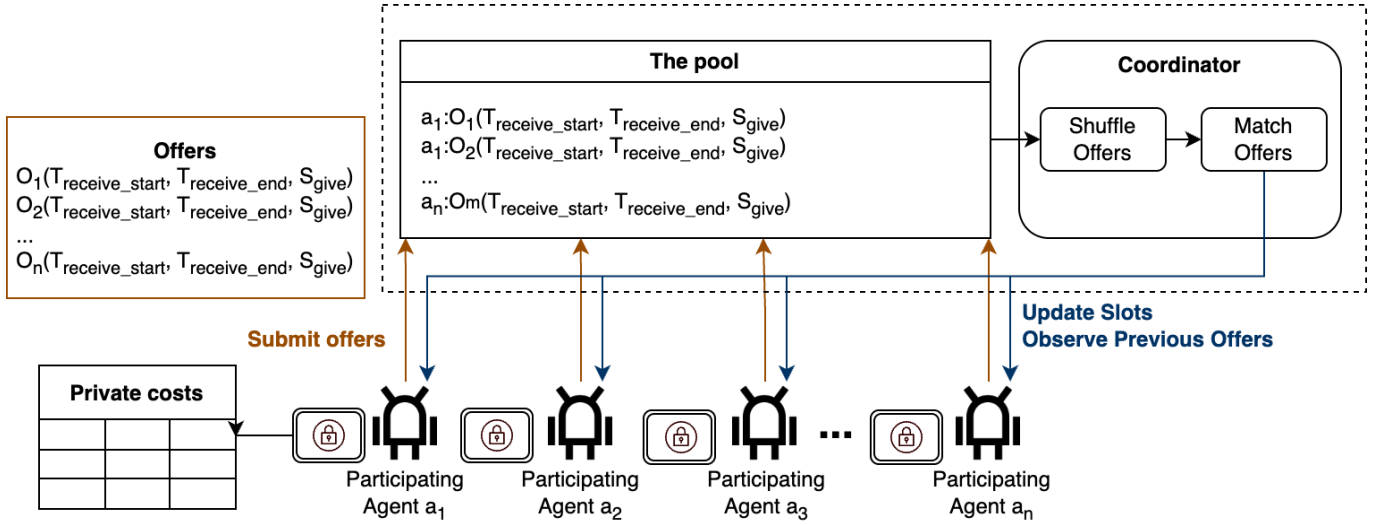 The pool
a1:O1(Treceive_start, Treceive_end, Sgive)
a1:O2(Treceive_start, Treceive_end, Sgive)
...
an:Om(Treceive_start, Treceive_end, Sgive)
Coordinator
Shuffle
Offers
Match
Offers
Offers
O1(Treceive_start, Treceive_end, Sgive)
O2(Treceive_start, Treceive_end, Sgive)
...
On(Treceive_start, Treceive_end, Sgive)
Submit offers
Update Slots
Observe Previous Offers
Private costs
...
Participating
Agent a1
Participating
Agent a2
Participating
Agent a3
Participating
Agent an